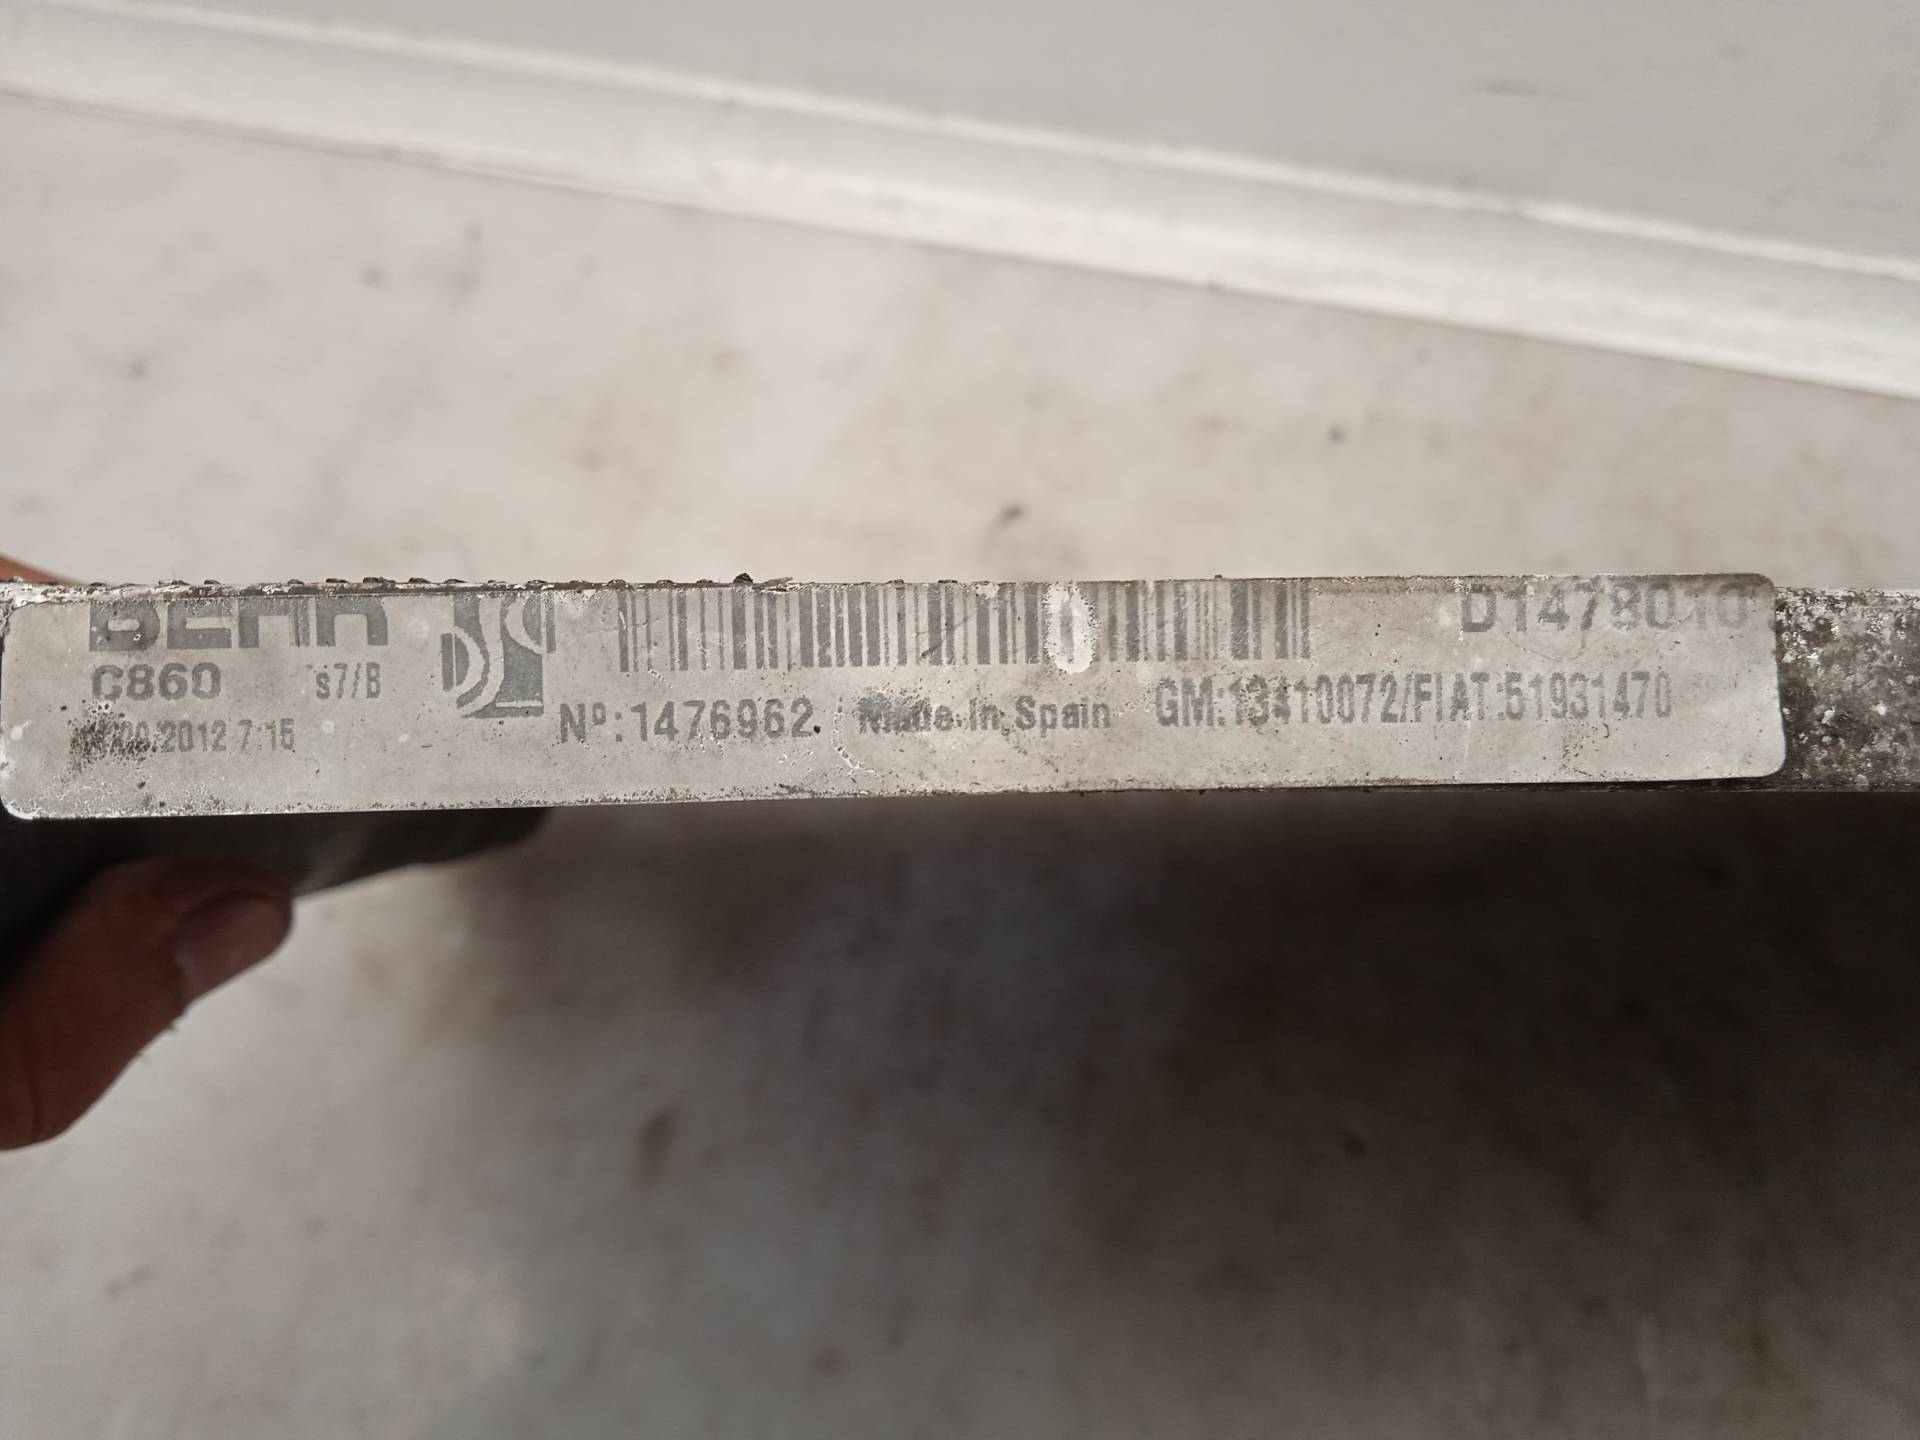 BEHR
D1478010
C860 s7/B
/2012 7:15
Nº:1476962 Made in Spain GM:13410072/FIAT:51931470